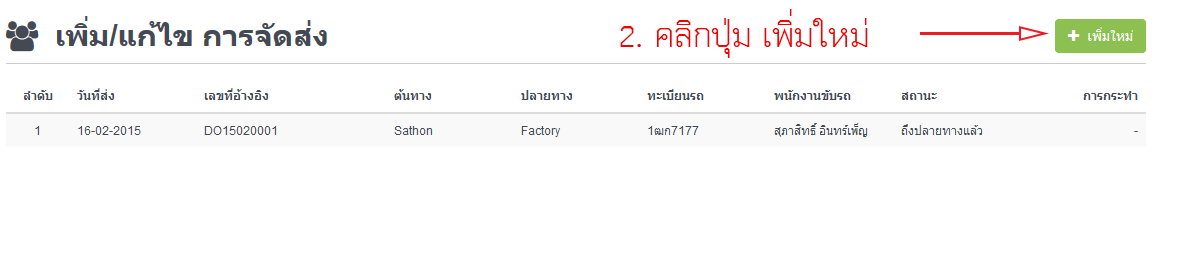 เพิ่ม/แก้ไข การจัดส่ง 2. คลิกปุ่ม เพิ่มใหม่ เพิ่มใหม่
ลำดับ วันที่ส่ง เลขที่อ้างอิง ต้นทาง ปลายทาง ทะเบียนรถ พนักงานขับรถ สถานะ การกระทำ
1 16-02-2015 DO15020001 Sathon Factory 1ฒก7177 สุภาสิทธิ์ อินทร์เพ็ญ ถึงปลายทางแล้ว -